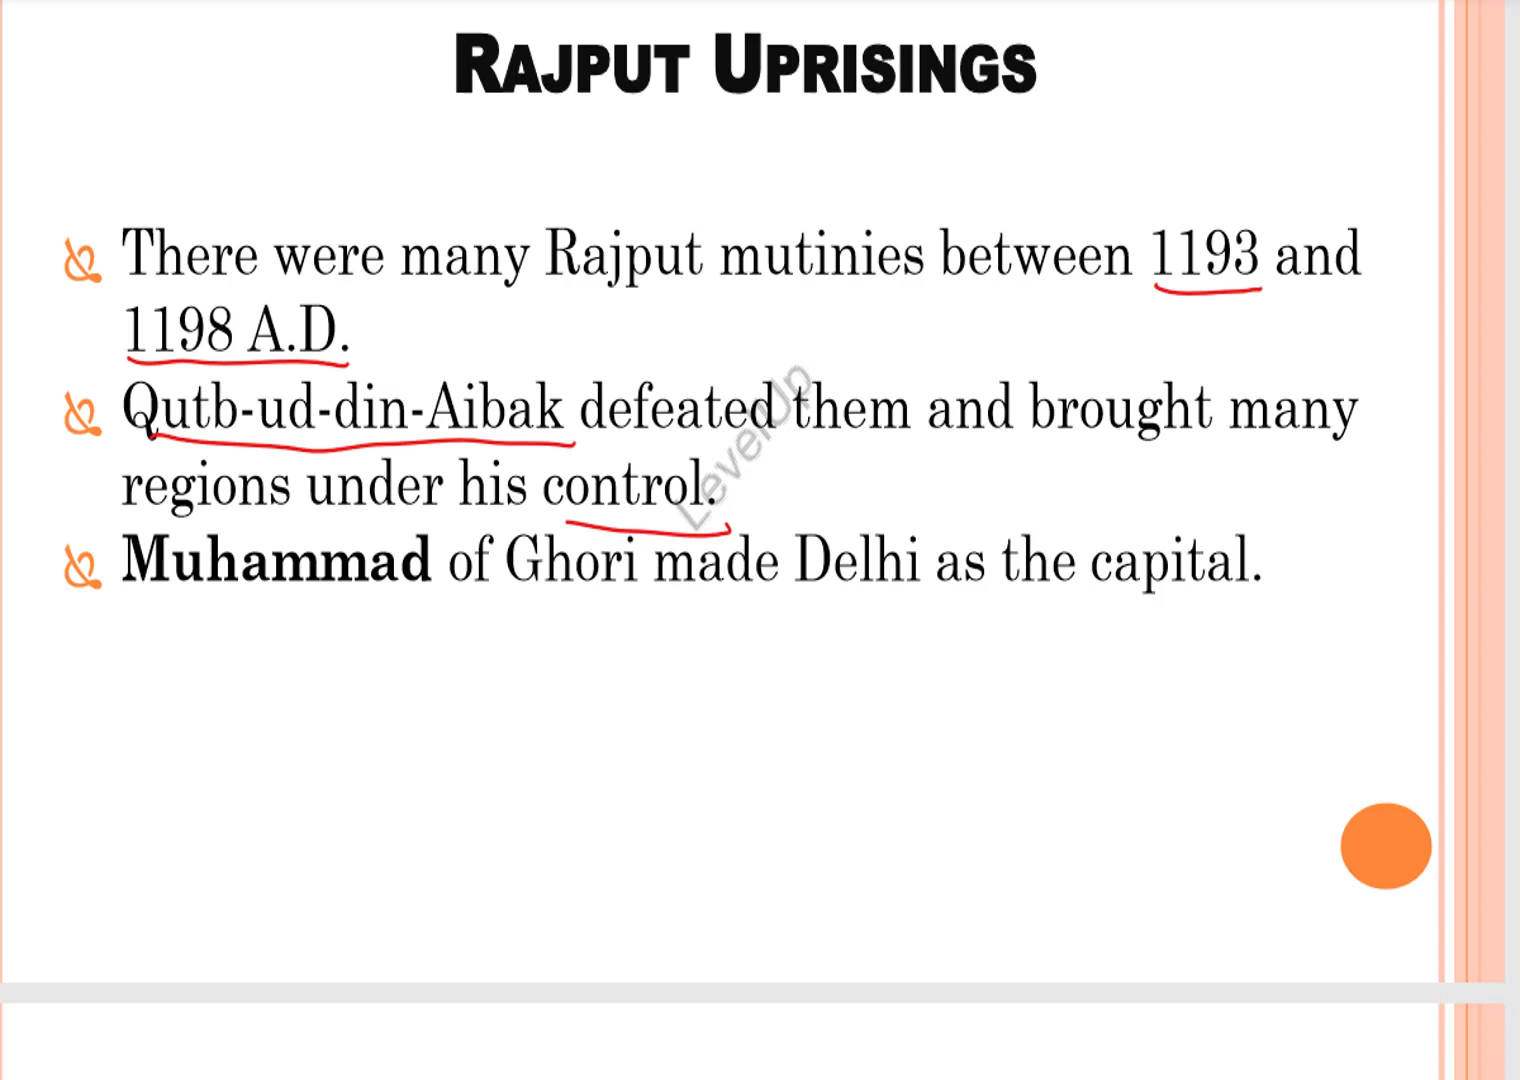 RAJPUT UPRISINGS
There were many Rajput mutinies between 1193 and
1198 A.D.
Qutb-ud-din-Aibak defeated them and brought many
regions under his control.
Muhammad of Ghori made Delhi as the capital.
LevelUp